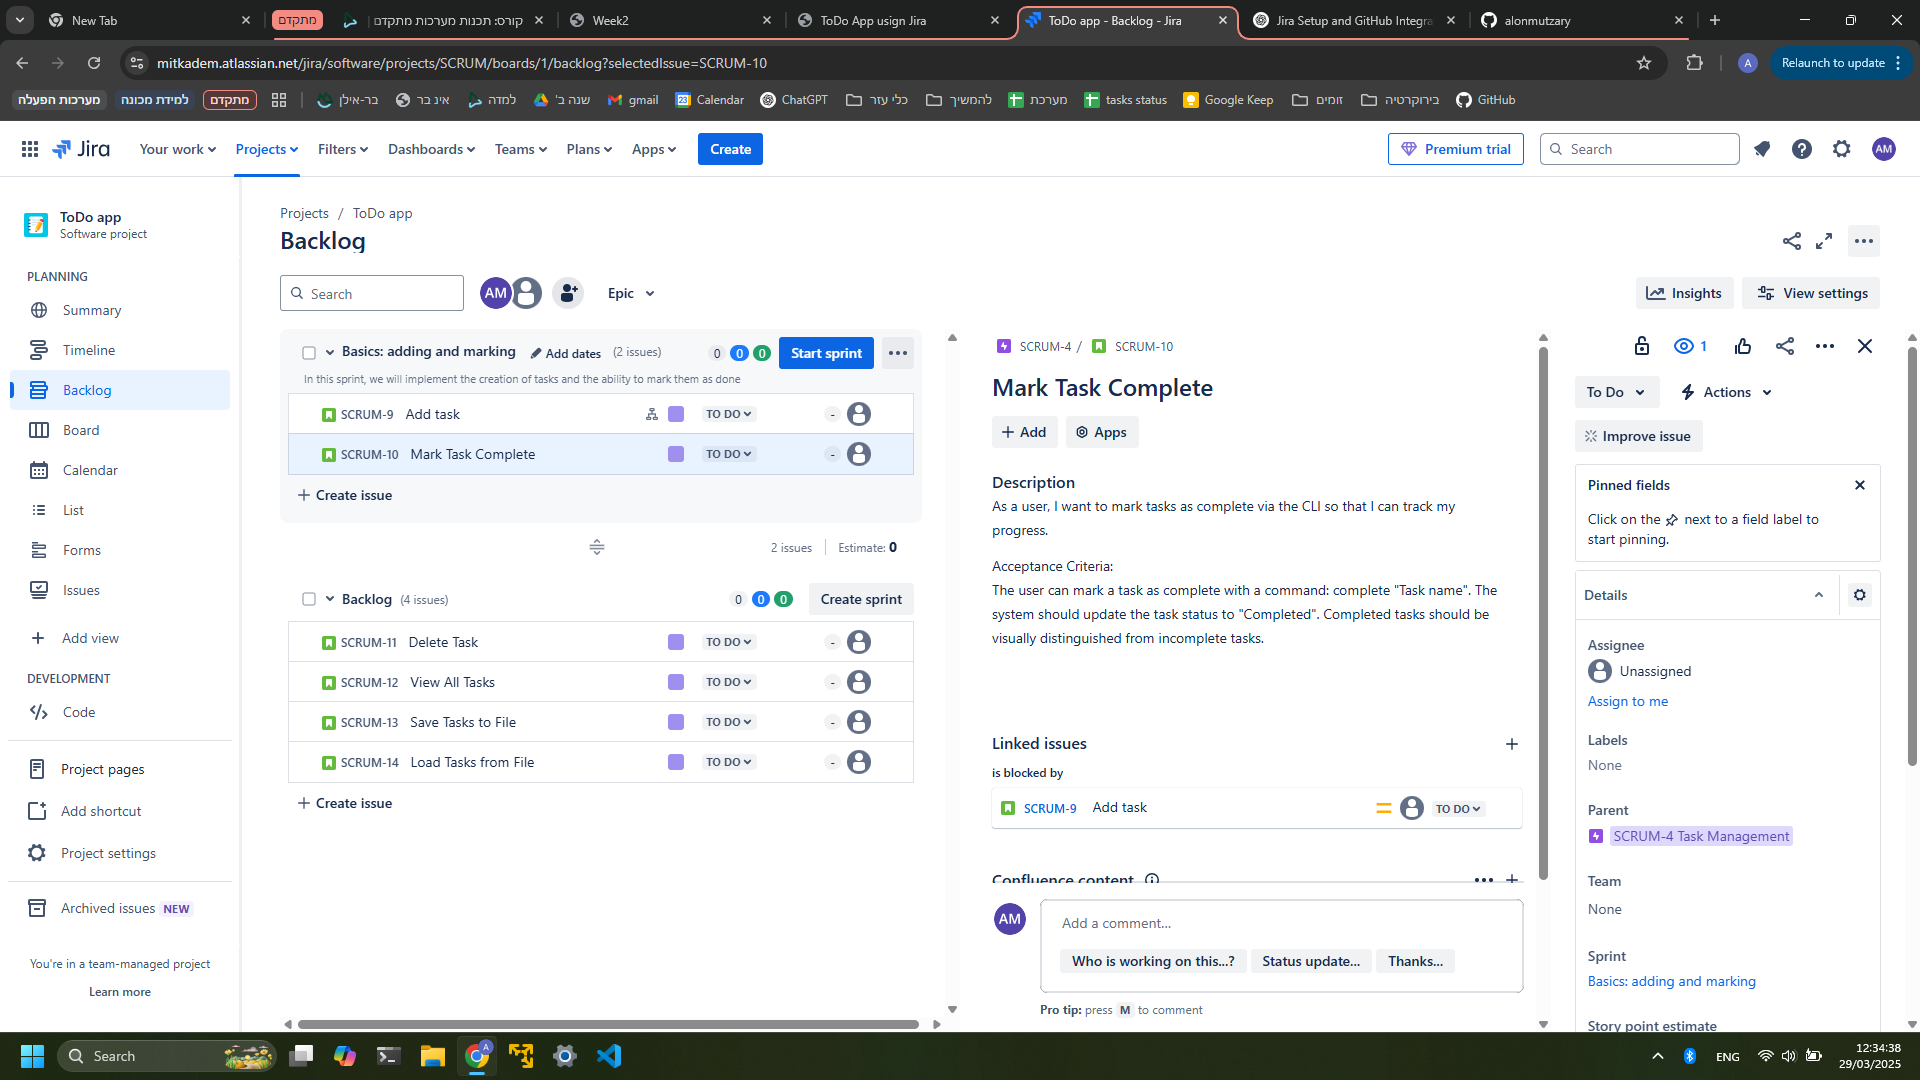 New Tab
מתקדם
קורס: תכנות מערכות מתקדם |
Week2
ToDo App usign Jira
ToDo app - Backlog - Jira
Jira Setup and GitHub Integra
alonmutzary
mitkadem.atlassian.net/jira/software/projects/SCRUM/boards/1/backlog?selectedIssue=SCRUM-10
A
Relaunch to update
מערכות הפעלה
למידת מכונה
מתקדם
בר-אילן
אינ בר
למדה
שנה ב'
gmail
Calendar
ChatGPT
כלי עזר
להמשיך
מערכת
tasks status
Google Keep
זומים
בירוקרטיה
GitHub
Jira
Your work
Projects
Filters
Dashboards
Teams
Plans
Apps
Create
Premium trial
Search
AM
ToDo app
Software project
PLANNING
Summary
Timeline
Backlog
Board
Calendar
List
Forms
Issues
Add view
DEVELOPMENT
Code
Project pages
Add shortcut
Project settings
Archived issues NEW
You're in a team-managed project
Learn more
Projects / ToDo app
Backlog
Search
AM
Epic
Insights
View settings
Basics: adding and marking
Add dates
(2 issues)
0 0 0
Start sprint
In this sprint, we will implement the creation of tasks and the ability to mark them as done
SCRUM-9 Add task TO DO -
SCRUM-10 Mark Task Complete TO DO -
Create issue
2 issues Estimate: 0
Backlog (4 issues) 0 0 0 Create sprint
SCRUM-11 Delete Task TO DO -
SCRUM-12 View All Tasks TO DO -
SCRUM-13 Save Tasks to File TO DO -
SCRUM-14 Load Tasks from File TO DO -
Create issue
SCRUM-4 / SCRUM-10
Mark Task Complete
Add
Apps
Description
As a user, I want to mark tasks as complete via the CLI so that I can track my
progress.
Acceptance Criteria:
The user can mark a task as complete with a command: complete "Task name". The
system should update the task status to "Completed". Completed tasks should be
visually distinguished from incomplete tasks.
Linked issues
is blocked by
SCRUM-9 Add task TO DO
Confluence content
AM
Add a comment...
Who is working on this...?
Status update...
Thanks...
Pro tip: press M to comment
1
To Do
Actions
Improve issue
Pinned fields
Click on the next to a field label to
start pinning.
Details
Assignee
Unassigned
Assign to me
Labels
None
Parent
SCRUM-4 Task Management
Team
None
Sprint
Basics: adding and marking
Story point estimate
Search
A
ENG
12:34:38
29/03/2025